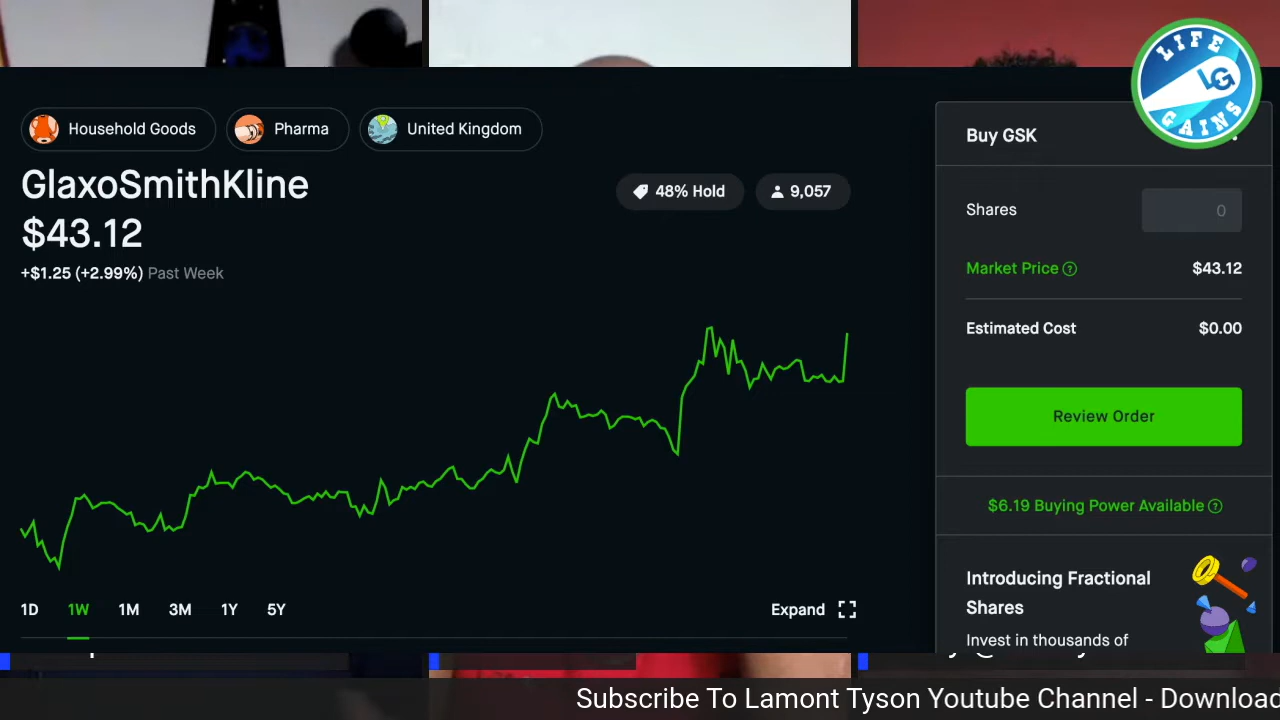 LIFE
LG
GAINS
Household Goods
Pharma
United Kingdom
Buy GSK
GlaxoSmithKline
48% Hold
9,057
$43.12
+$1.25 (+2.99%) Past Week
Shares
0
Market Price
$43.12
Estimated Cost
$0.00
Review Order
$6.19 Buying Power Available
Introducing Fractional
Shares
Invest in thousands of
1D
1W
1M
3M
1Y
5Y
Expand
Subscribe To Lamont Tyson Youtube Channel - Download